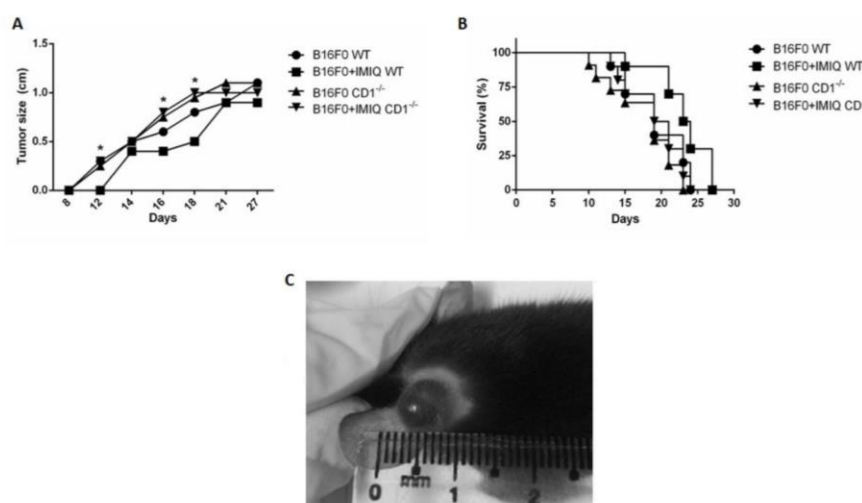 A
Tumor size (cm)
1.5
1.0
0.5
0.0
*
*
*
*
8
12
14
16
18
21
27
Days
B16F0 WT
B16F0+IMIQ WT
B16F0 CD1-/-
B16F0+IMIQ CD1-/-
B
Survival (%)
100
75
50
25
0
0
5
10
15
20
25
30
Days
B16F0 WT
B16F0+IMIQ WT
B16F0 CD1-/-
B16F0+IMIQ CD
C
0
mm
1
2